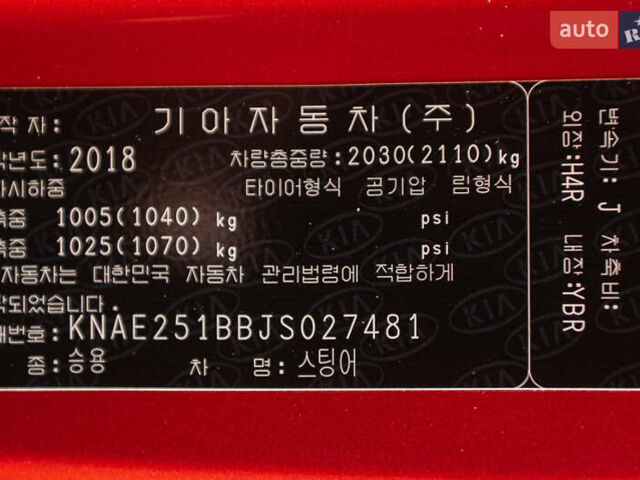 auto
작 자: 기아자동차(주)
년도: 2018 차량총중량: 2030(2110)kg
시하중 타이어형식 공기압 림형식
축중 1005(1040) kg psi
축중 1025(1070) kg psi
자동차는 대한민국 자동차 관리법령에 적합하게
되었습니다.
번호: KNAE251BBJS027481
종: 승용 차 명: 스팅어
변속기: J 차축비:
외장: H4R 내장: YBR